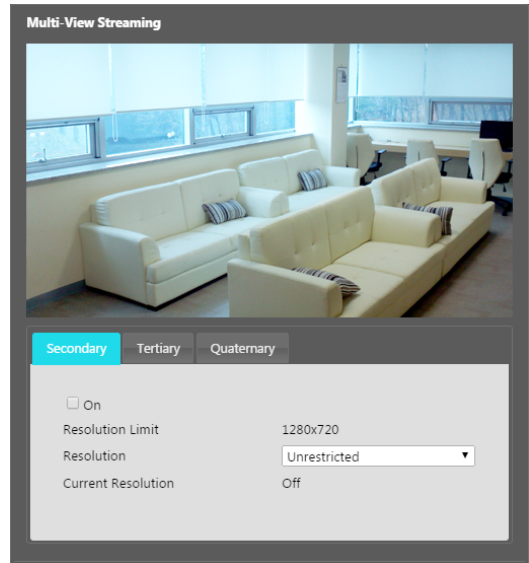 Multi-View Streaming
Secondary Tertiary Quaternary
On
Resolution Limit 1280x720
Resolution Unrestricted
Current Resolution Off